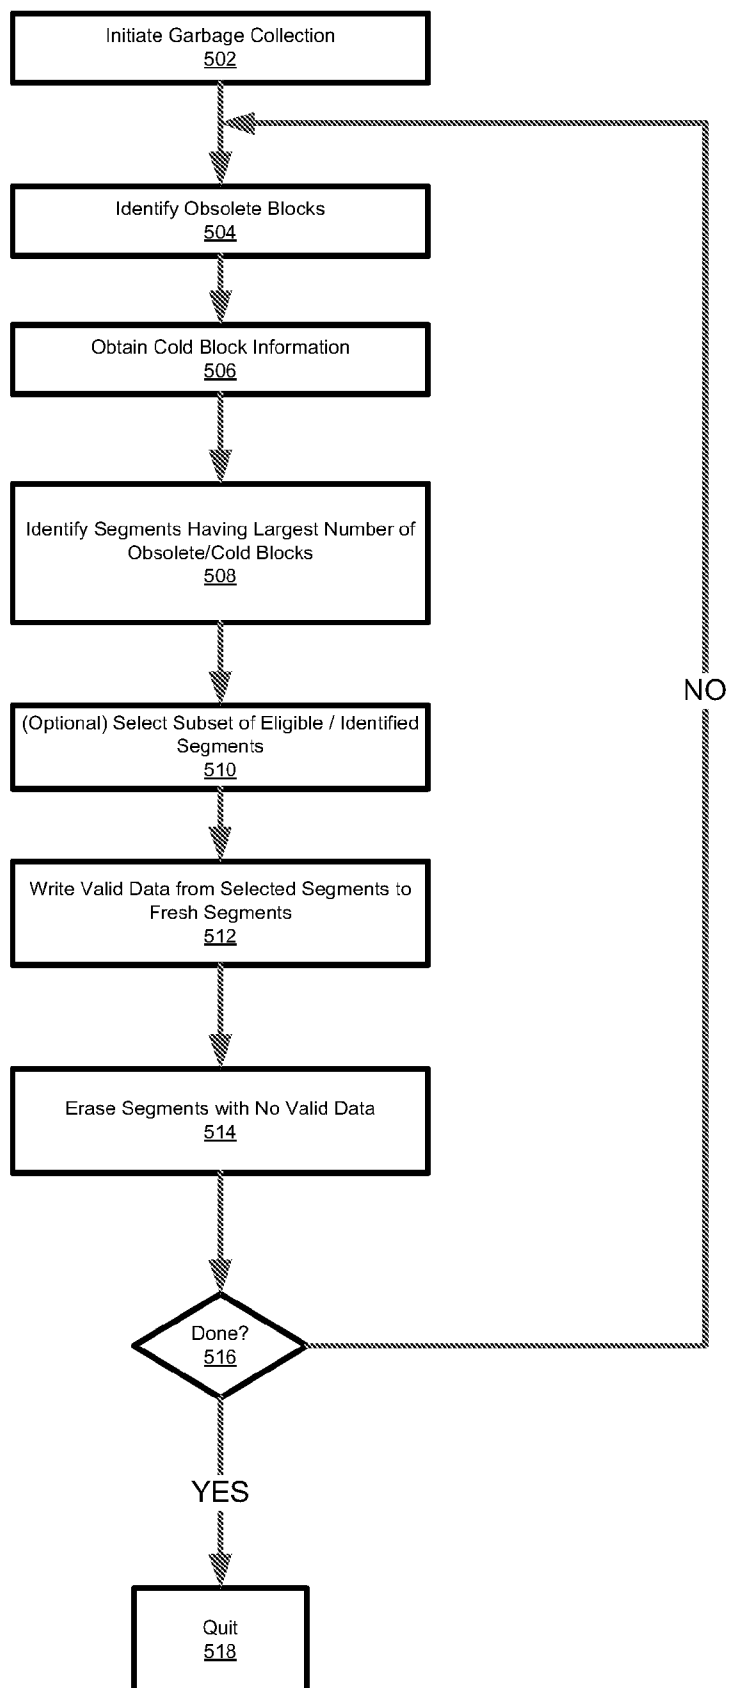 Initiate Garbage Collection
502
Identify Obsolete Blocks
504
Obtain Cold Block Information
506
Identify Segments Having Largest Number of
Obsolete/Cold Blocks
508
NO
(Optional) Select Subset of Eligible / Identified
Segments
510
Write Valid Data from Selected Segments to
Fresh Segments
512
Erase Segments with No Valid Data
514
Done?
516
YES
Quit
518